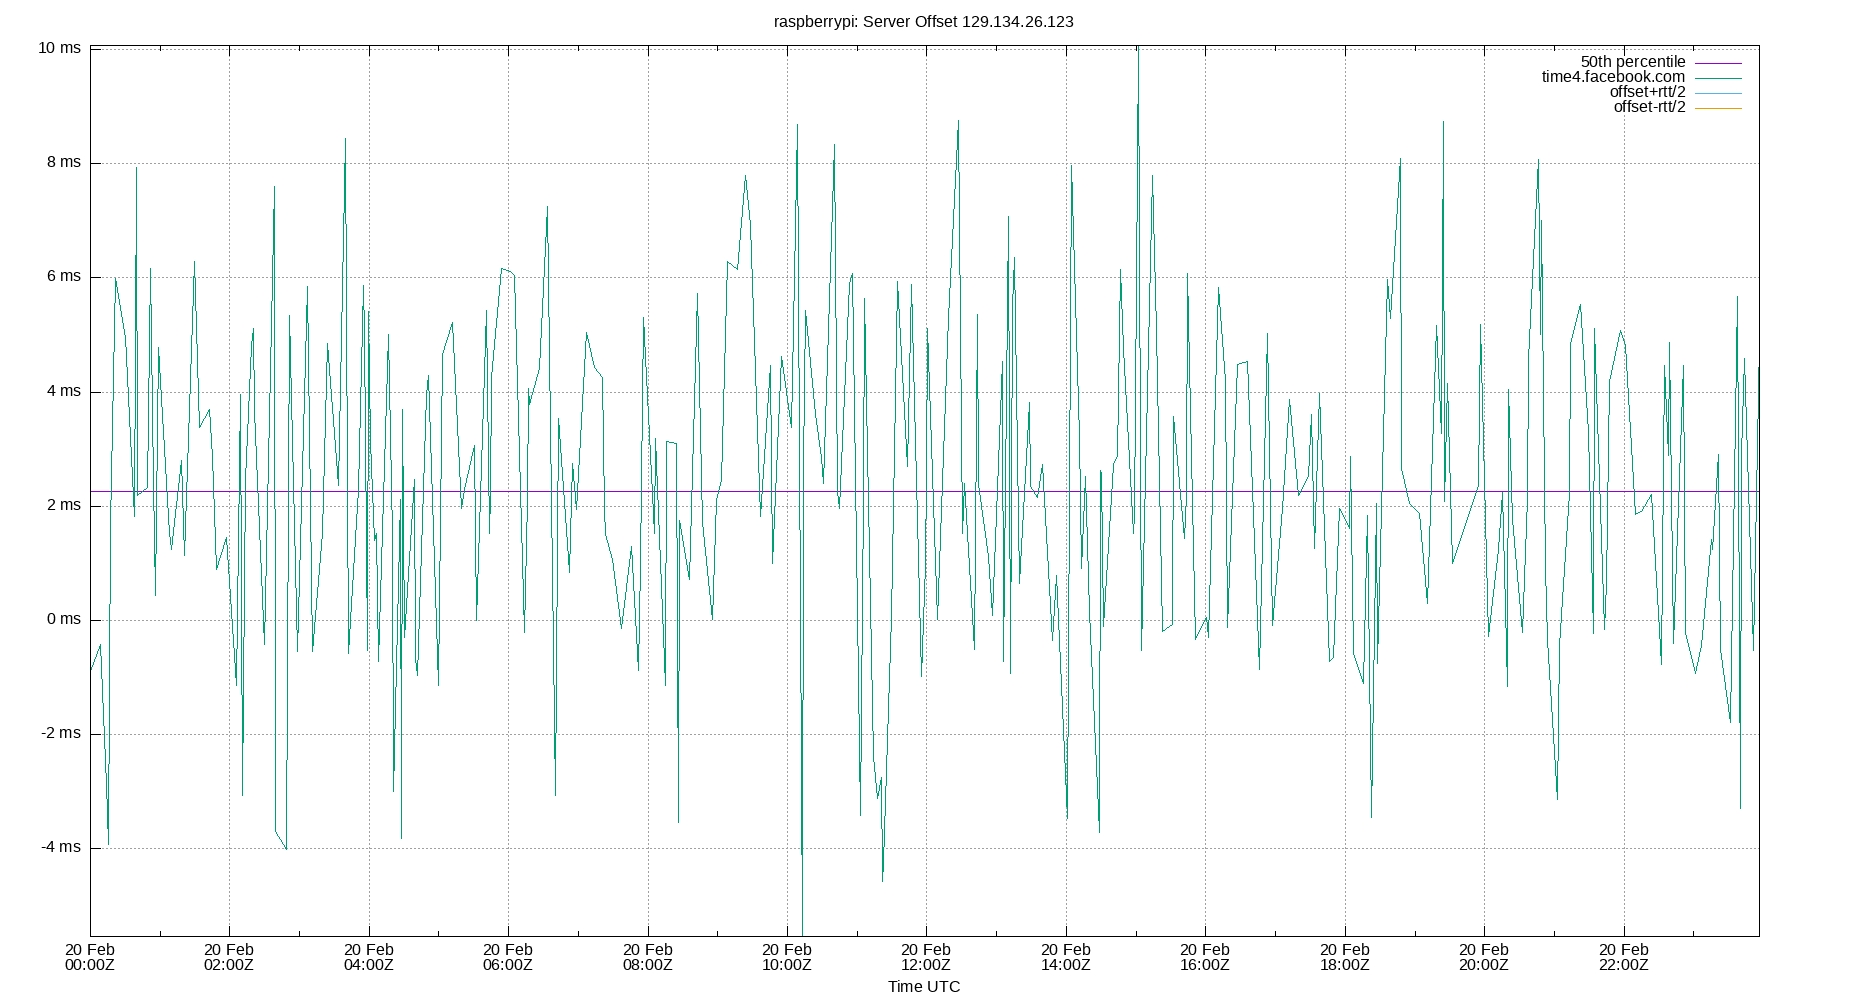 raspberrypi: Server Offset 129.134.26.123
10 ms
8 ms
6 ms
4 ms
2 ms
0 ms
-2 ms
-4 ms
50th percentile
time4.facebook.com
offset+rtt/2
offset-rtt/2
20 Feb 20 Feb 20 Feb 20 Feb 20 Feb 20 Feb 20 Feb 20 Feb 20 Feb 20 Feb 20 Feb 20 Feb
00:00Z 02:00Z 04:00Z 06:00Z 08:00Z 10:00Z 12:00Z 14:00Z 16:00Z 18:00Z 20:00Z 22:00Z
Time UTC